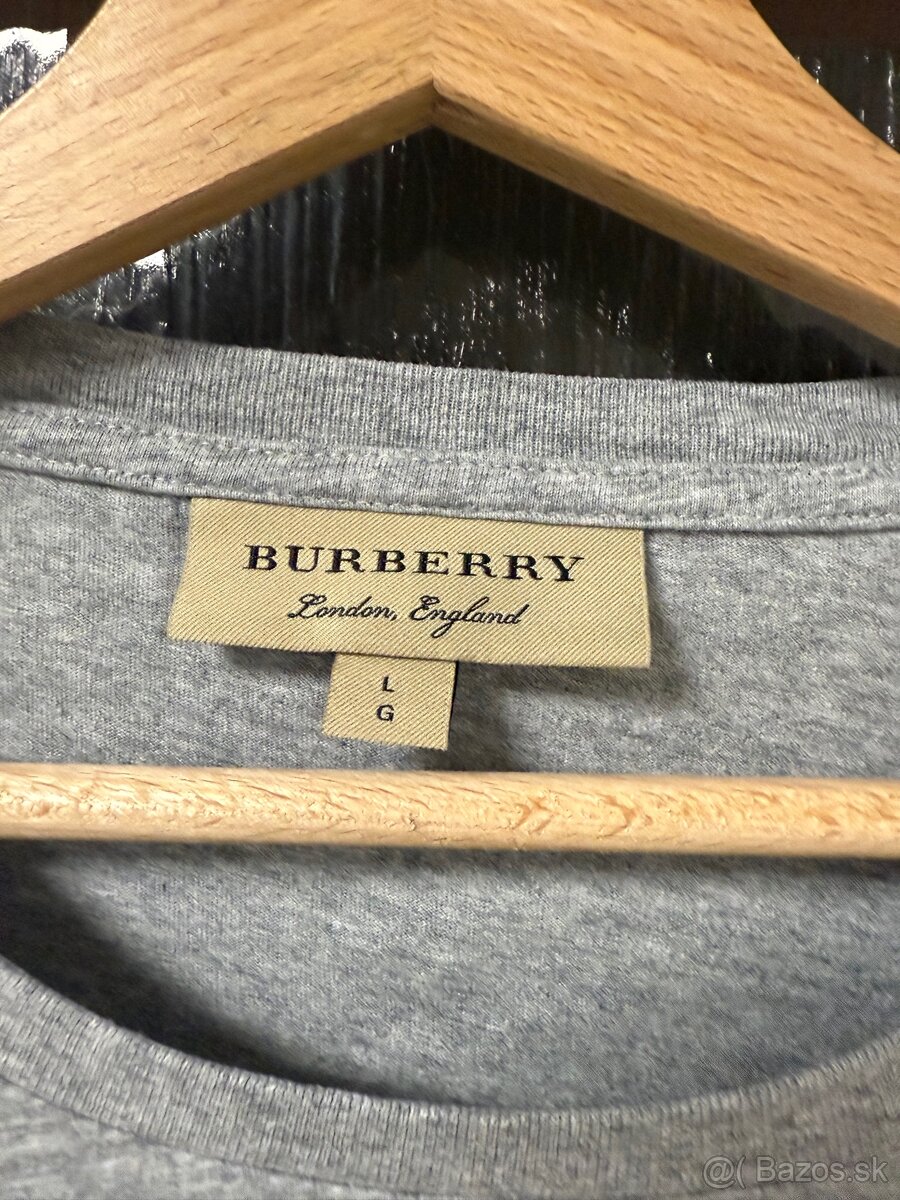 BURBERRY
London, England
L
G
@( Bazos.sk